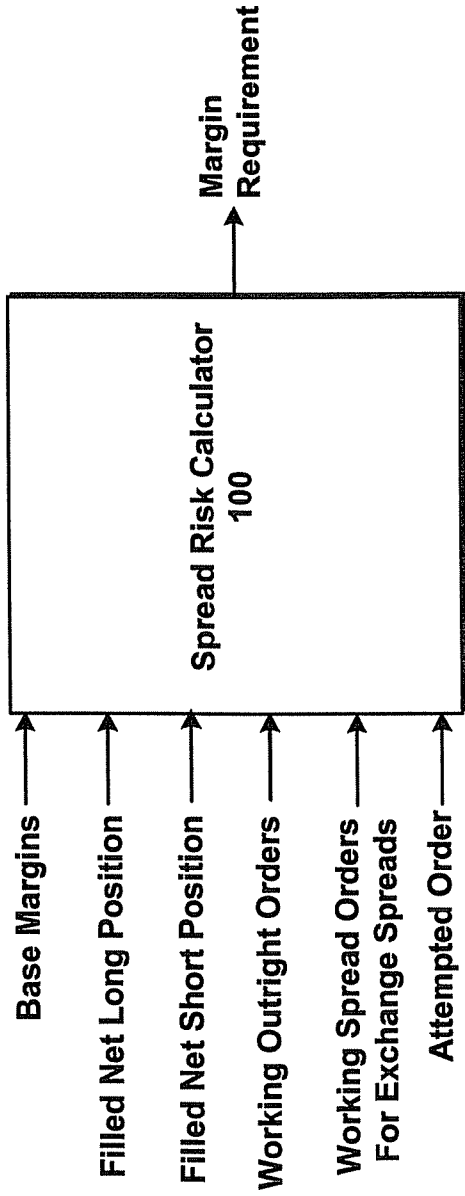 Base Margins
Filled Net Long Position
Filled Net Short Position
Working Outright Orders
Working Spread Orders
For Exchange Spreads
Attempted Order
Spread Risk Calculator
100
Margin
Requirement